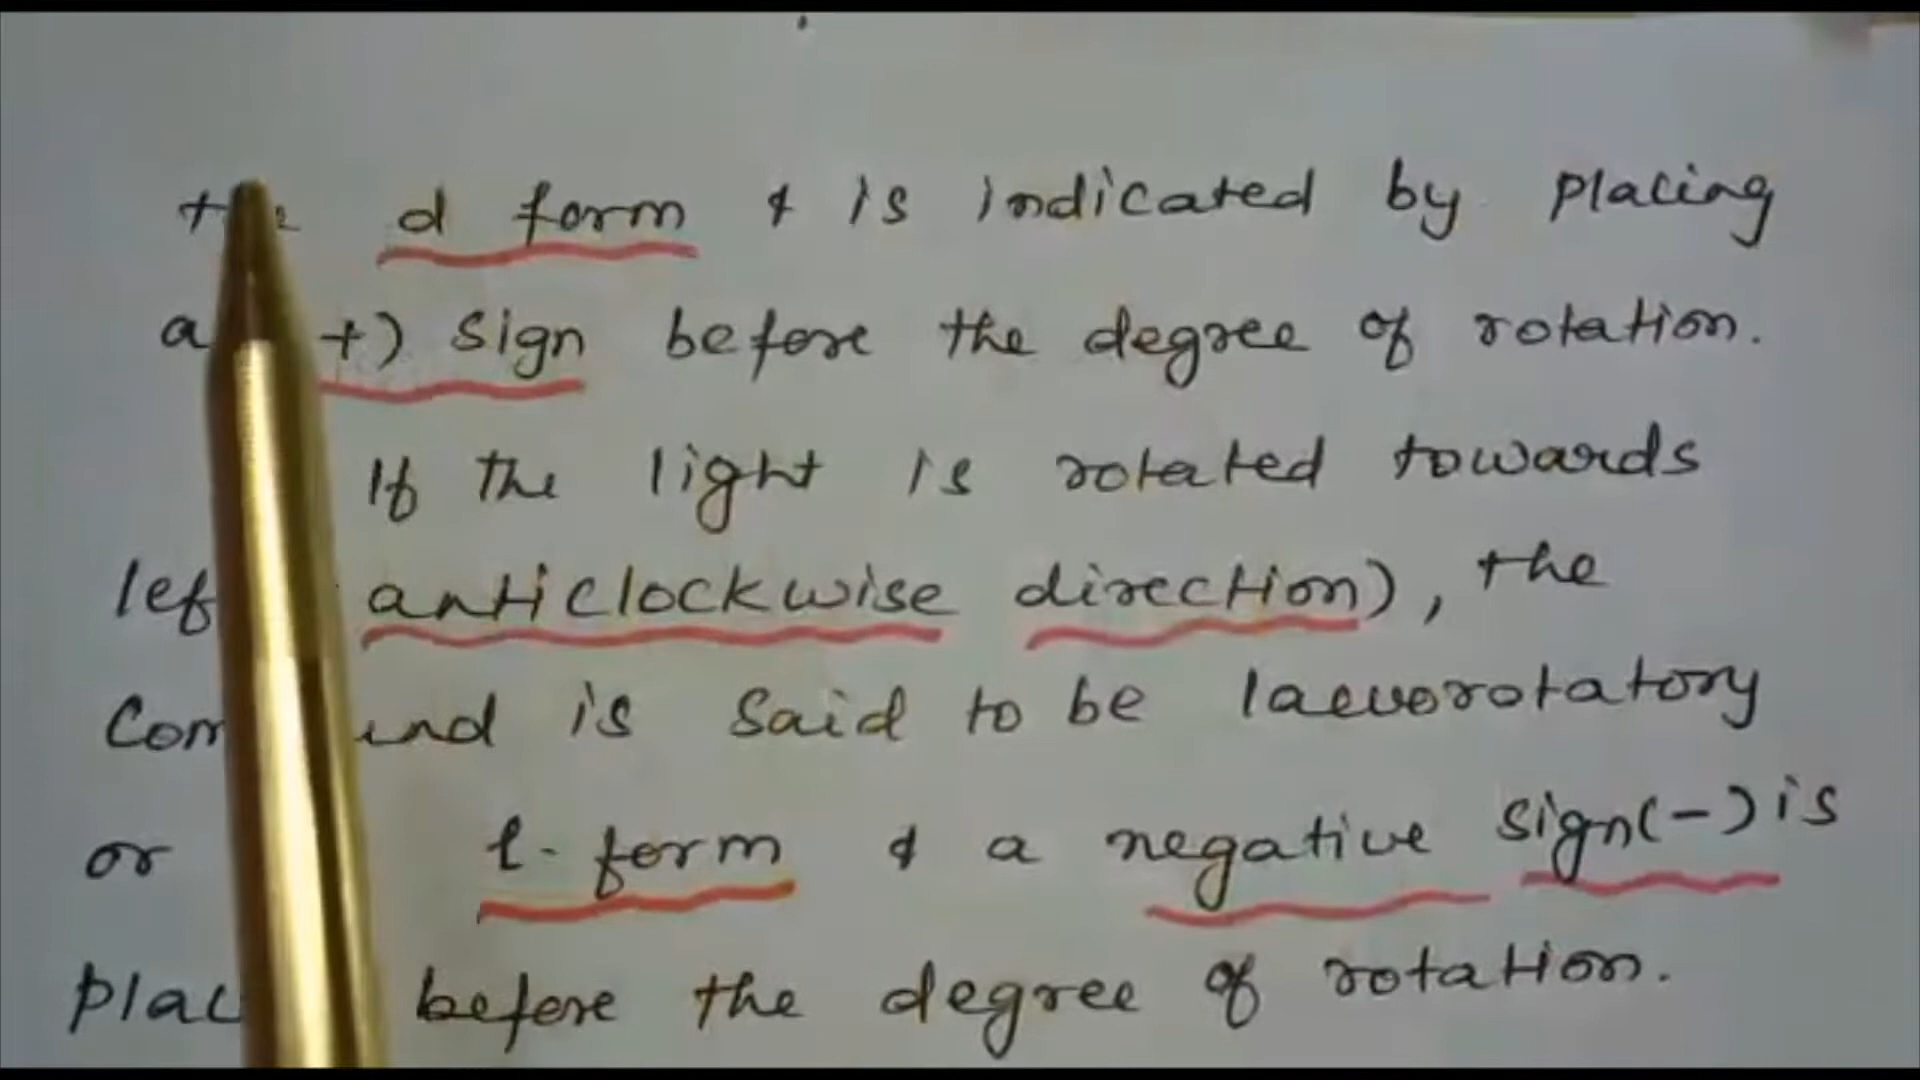 the d form & is indicated by placing
a +) sign before the degree of rotation.
If the light is rotated towards
lef anticlockwise direction), the
Com und is said to be laevorotatory
or l-form & a negative sign(-) is
plac before the degree of rotation.